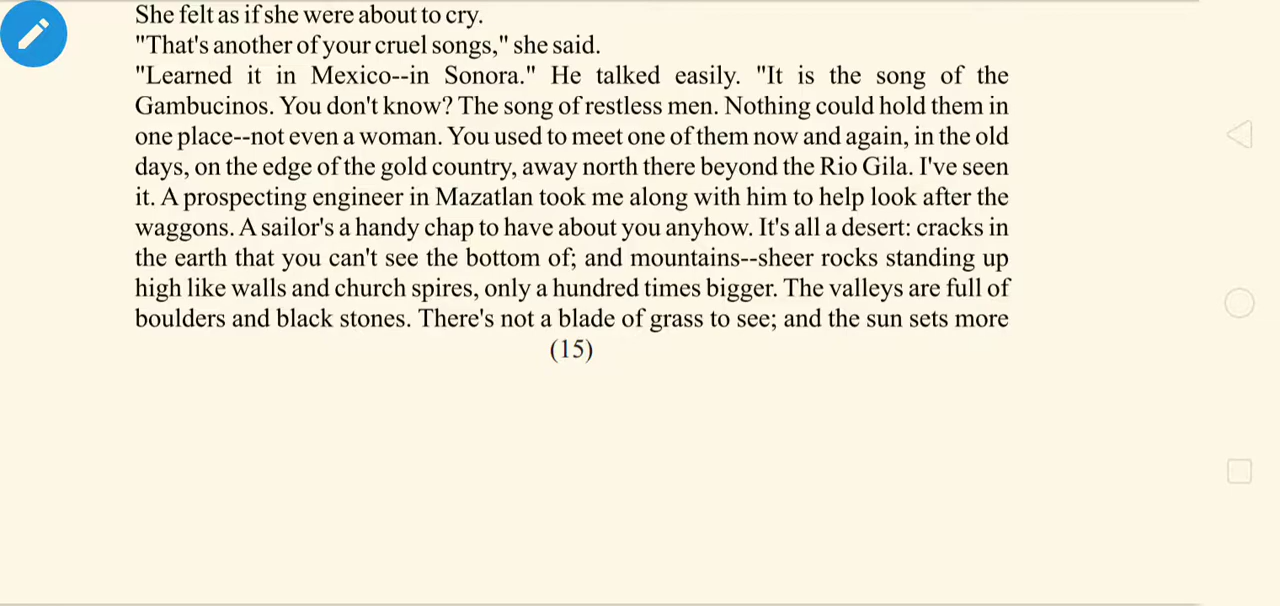 She felt as if she were about to cry.
"That's another of your cruel songs," she said.
"Learned it in Mexico--in Sonora." He talked easily. "It is the song of the
Gambucinos. You don't know? The song of restless men. Nothing could hold them in
one place--not even a woman. You used to meet one of them now and again, in the old
days, on the edge of the gold country, away north there beyond the Rio Gila. I've seen
it. A prospecting engineer in Mazatlan took me along with him to help look after the
waggons. A sailor's a handy chap to have about you anyhow. It's all a desert: cracks in
the earth that you can't see the bottom of; and mountains--sheer rocks standing up
high like walls and church spires, only a hundred times bigger. The valleys are full of
boulders and black stones. There's not a blade of grass to see; and the sun sets more
(15)